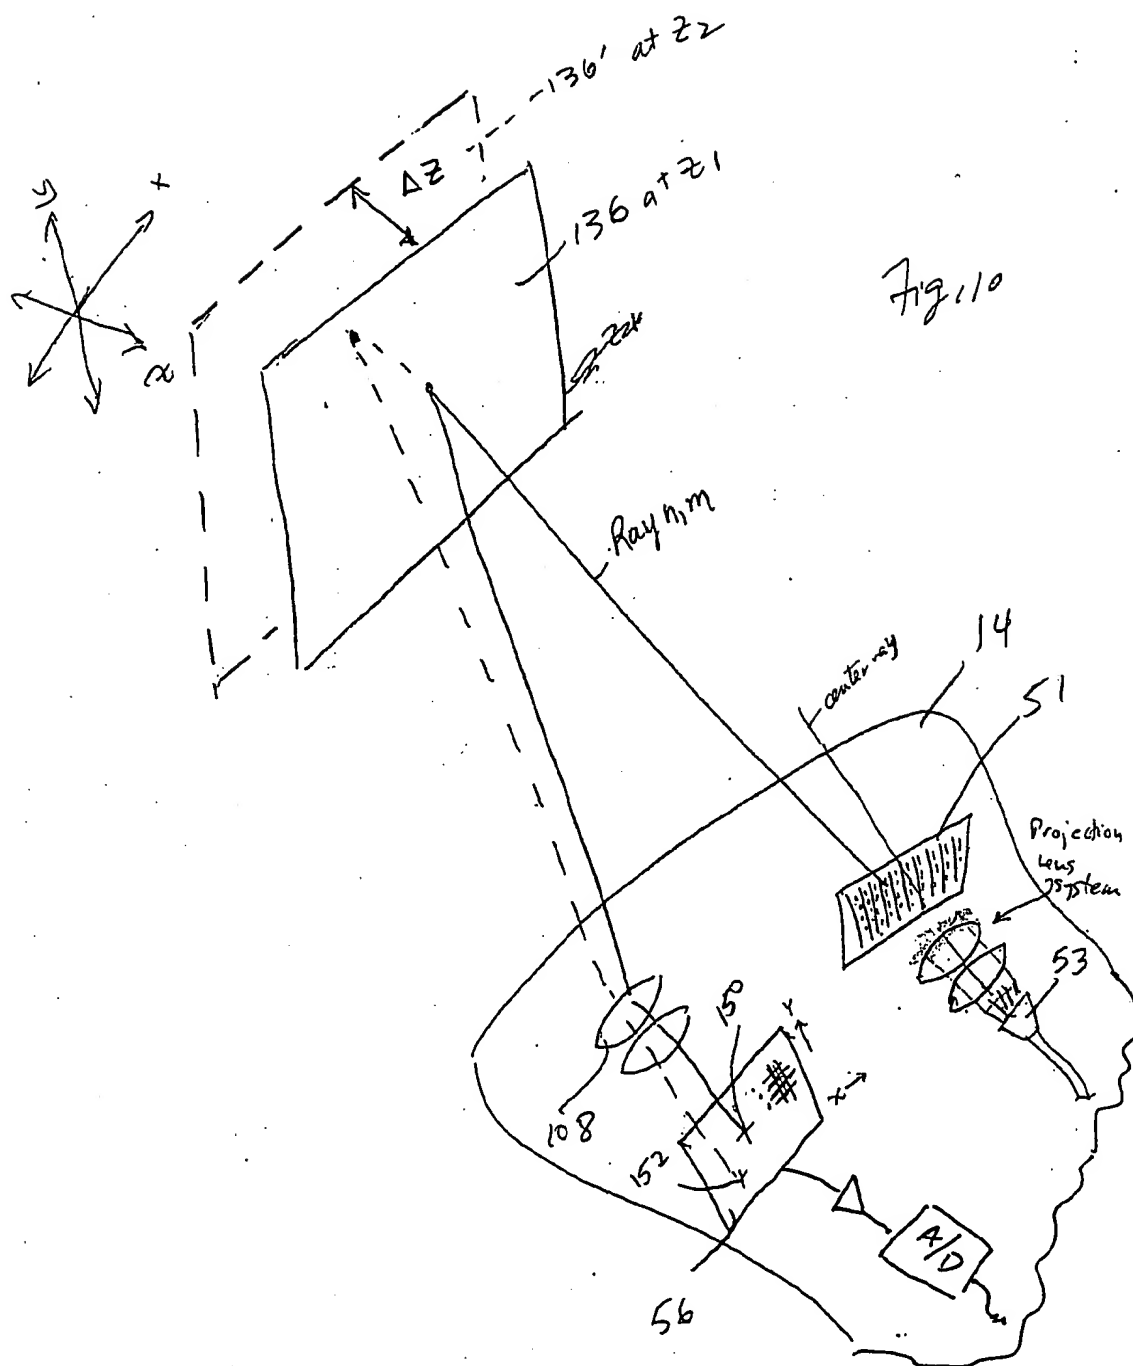 136' at Z2
ΔZ
136 at Z1
y
x
z
Fig. 10
Ray n,m
center ray
14
51
Projection
Lens
system
53
150
Y
X
108
152
A/D
56